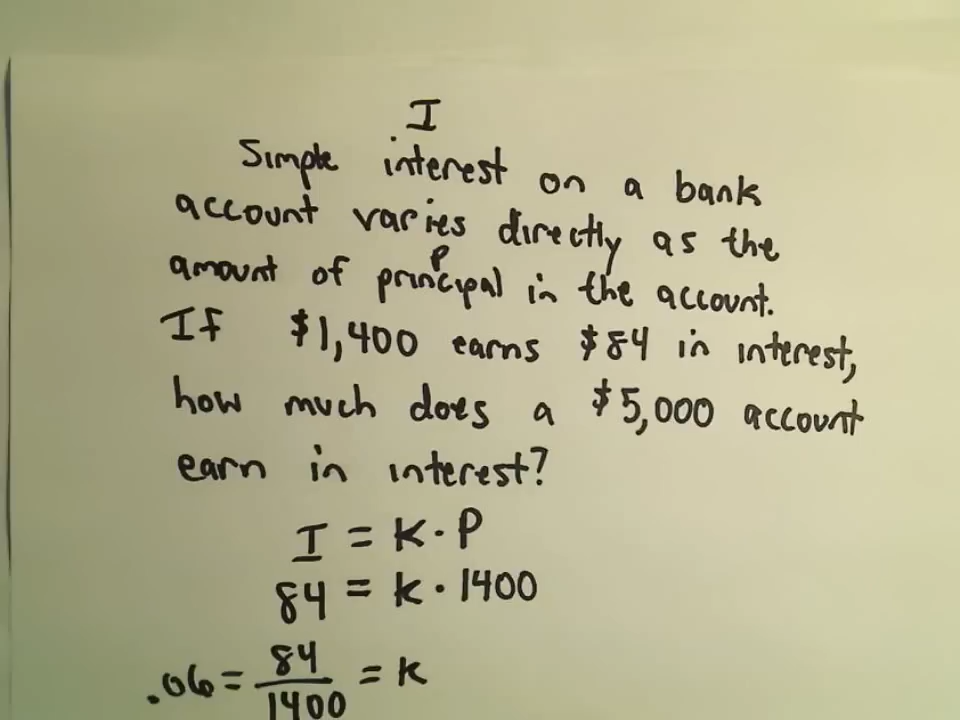 I
Simple interest on a bank
account varies directly as the
P
amount of principal in the account.
If $1,400 earns $84 in interest,
how much does a $5,000 account
earn in interest?
I = K · P
84 = K · 1400
.06 = 84/1400 = K